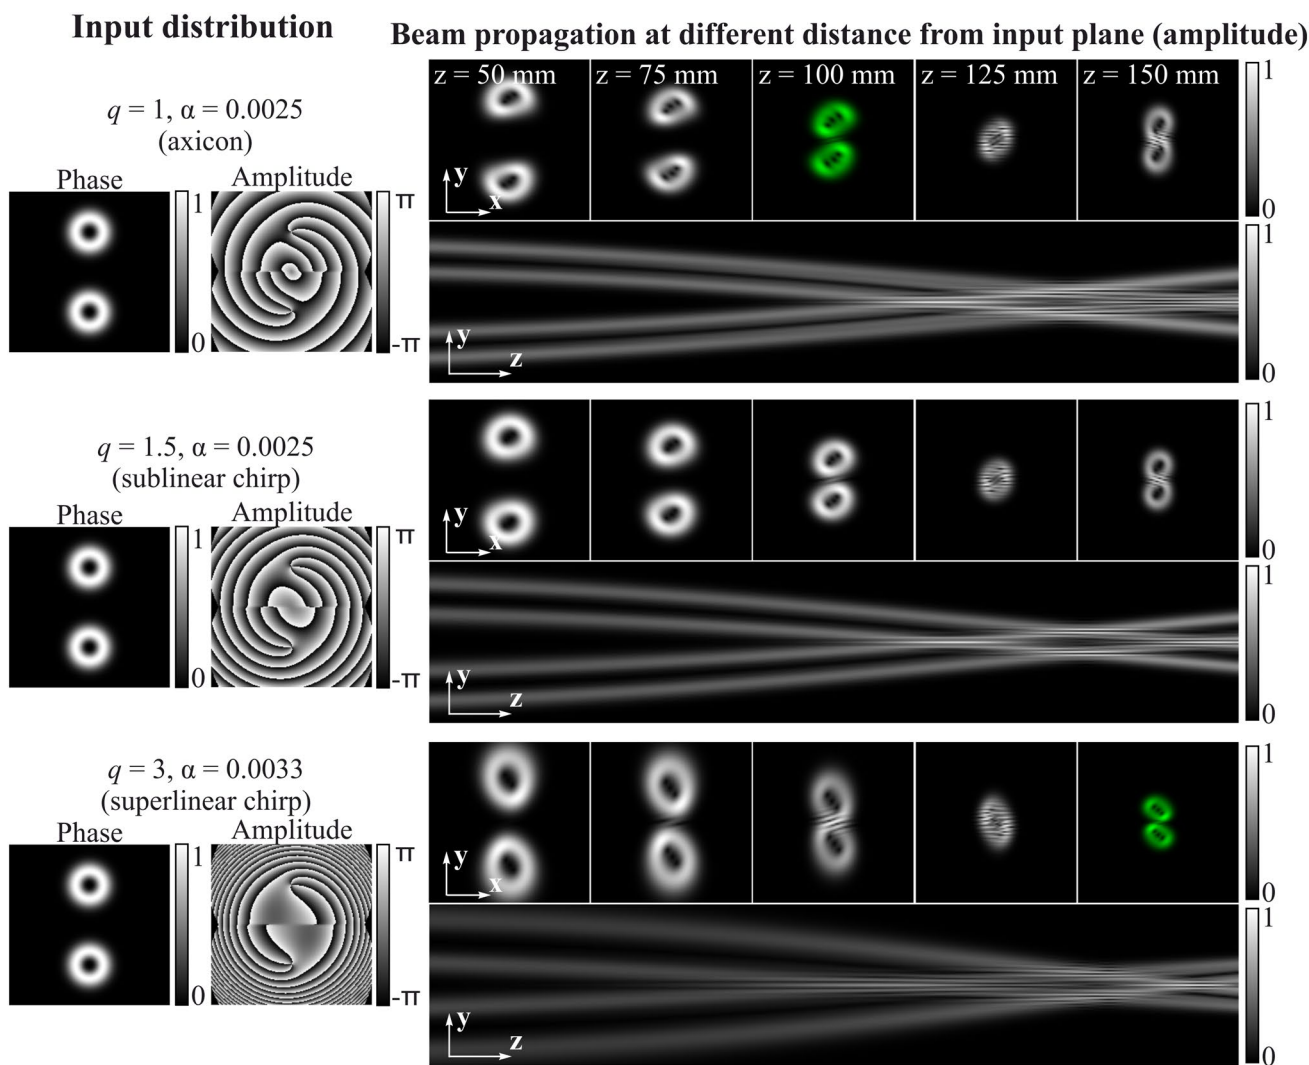 Input distribution
Beam propagation at different distance from input plane (amplitude)
q = 1, α = 0.0025
(axicon)
Phase
Amplitude
1
0
π
-π
z = 50 mm
z = 75 mm
z = 100 mm
z = 125 mm
z = 150 mm
y
x
1
0
y
z
1
0
q = 1.5, α = 0.0025
(sublinear chirp)
Phase
Amplitude
1
0
π
-π
y
x
1
0
y
z
1
0
q = 3, α = 0.0033
(superlinear chirp)
Phase
Amplitude
1
0
π
-π
y
x
1
0
y
z
1
0